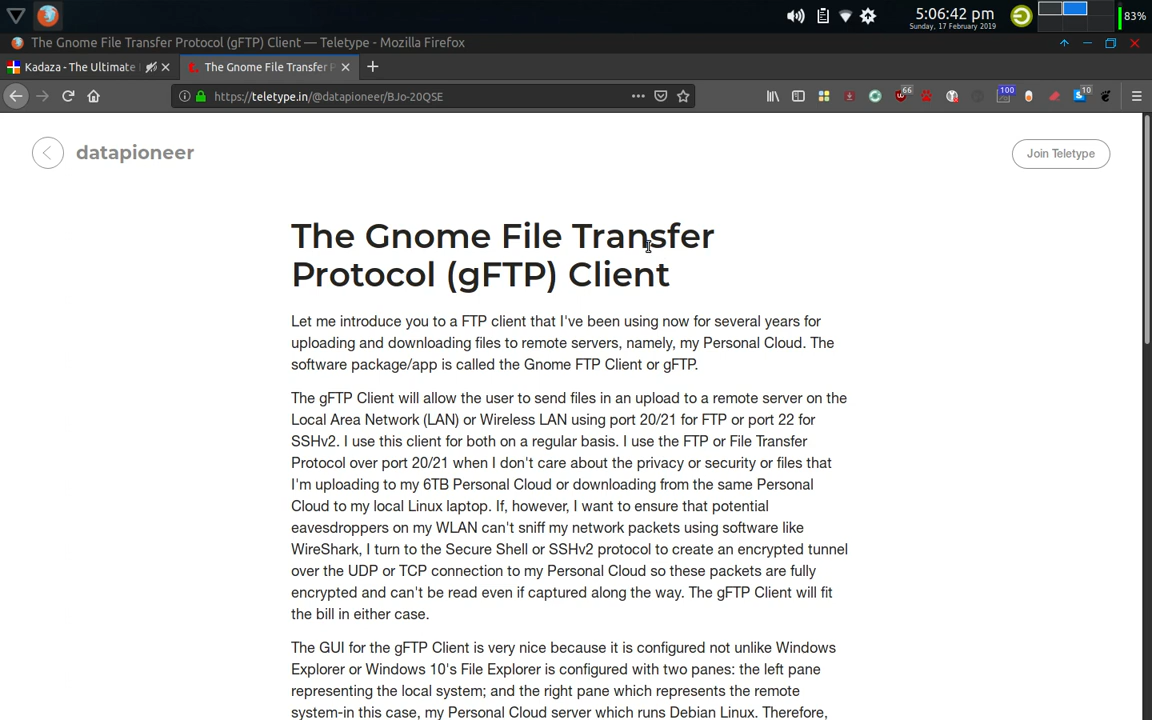 5:06:42 pm
Sunday, 17 February 2019
83%
The Gnome File Transfer Protocol (gFTP) Client — Teletype - Mozilla Firefox
Kadaza - The Ultimate
The Gnome File Transfer P
https://teletype.in/@datapioneer/BJo-20QSE
66
100
10
datapioneer
Join Teletype
The Gnome File Transfer
Protocol (gFTP) Client
Let me introduce you to a FTP client that I've been using now for several years for
uploading and downloading files to remote servers, namely, my Personal Cloud. The
software package/app is called the Gnome FTP Client or gFTP.
The gFTP Client will allow the user to send files in an upload to a remote server on the
Local Area Network (LAN) or Wireless LAN using port 20/21 for FTP or port 22 for
SSHv2. I use this client for both on a regular basis. I use the FTP or File Transfer
Protocol over port 20/21 when I don't care about the privacy or security or files that
I'm uploading to my 6TB Personal Cloud or downloading from the same Personal
Cloud to my local Linux laptop. If, however, I want to ensure that potential
eavesdroppers on my WLAN can't sniff my network packets using software like
WireShark, I turn to the Secure Shell or SSHv2 protocol to create an encrypted tunnel
over the UDP or TCP connection to my Personal Cloud so these packets are fully
encrypted and can't be read even if captured along the way. The gFTP Client will fit
the bill in either case.
The GUI for the gFTP Client is very nice because it is configured not unlike Windows
Explorer or Windows 10's File Explorer is configured with two panes: the left pane
representing the local system; and the right pane which represents the remote
system-in this case, my Personal Cloud server which runs Debian Linux. Therefore,